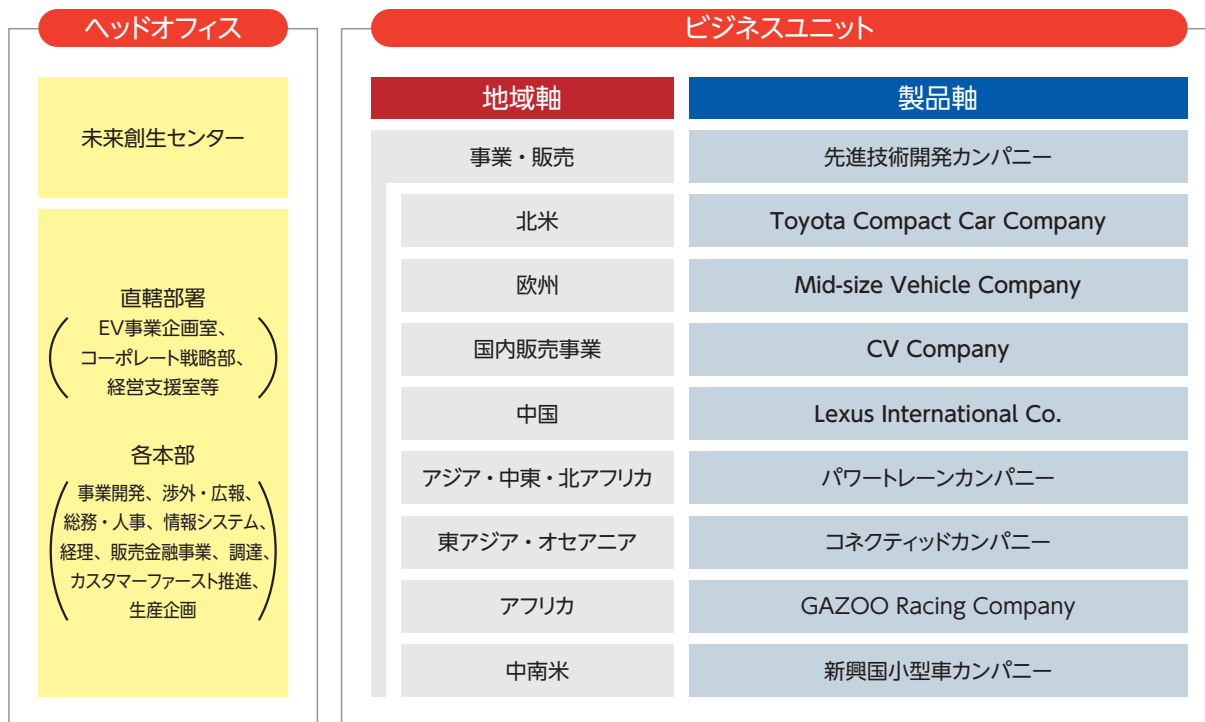 ヘッドオフィス
未来創生センター
直轄部署
EV事業企画室、
コーポレート戦略部、
経営支援室等
各本部
事業開発、渉外・広報、
総務・人事、情報システム、
経理、販売金融事業、調達、
カスタマーファースト推進、
生産企画
ビジネスユニット
地域軸
事業・販売
北米
欧州
国内販売事業
中国
アジア・中東・北アフリカ
東アジア・オセアニア
アフリカ
中南米
製品軸
先進技術開発カンパニー
Toyota Compact Car Company
Mid-size Vehicle Company
CV Company
Lexus International Co.
パワートレーンカンパニー
コネクティッドカンパニー
GAZOO Racing Company
新興国小型車カンパニー